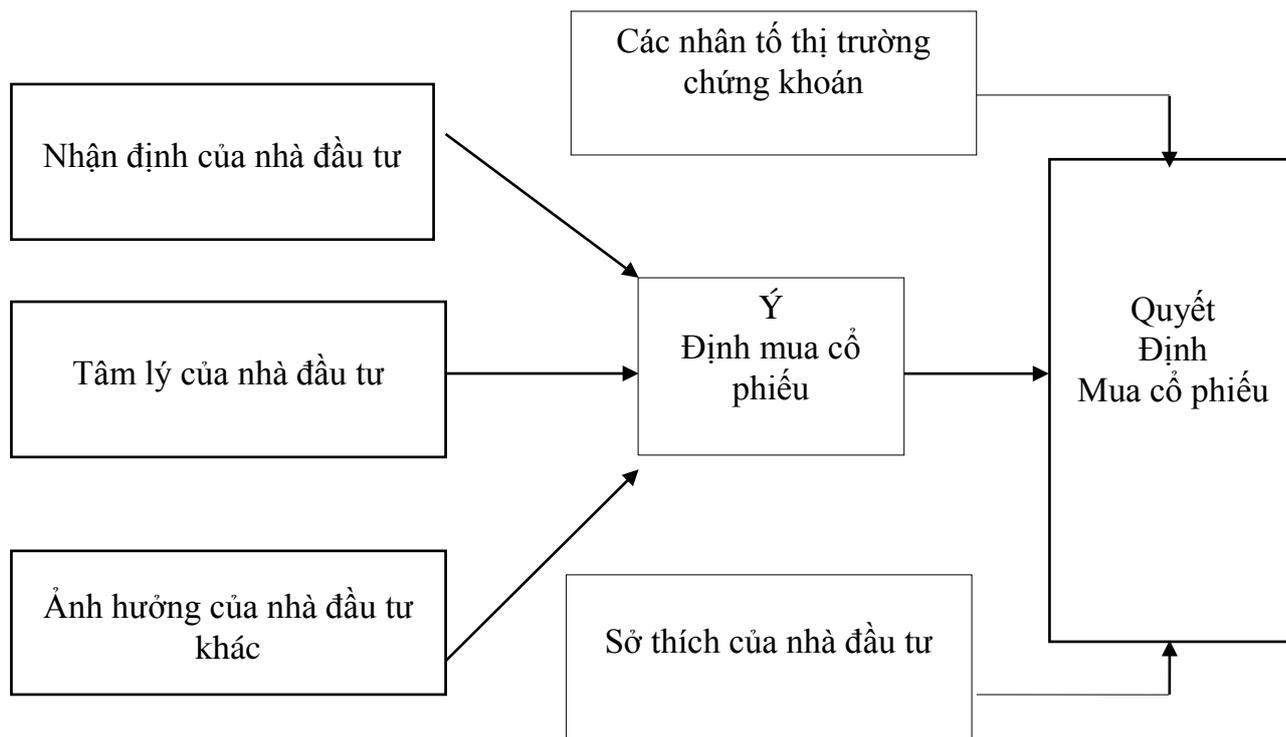 Các nhân tố thị trường
chứng khoán
Nhận định của nhà đầu tư
Ý
Định mua cổ
phiếu
Quyết
Định
Mua cổ phiếu
Tâm lý của nhà đầu tư
Ảnh hưởng của nhà đầu tư
khác
Sở thích của nhà đầu tư